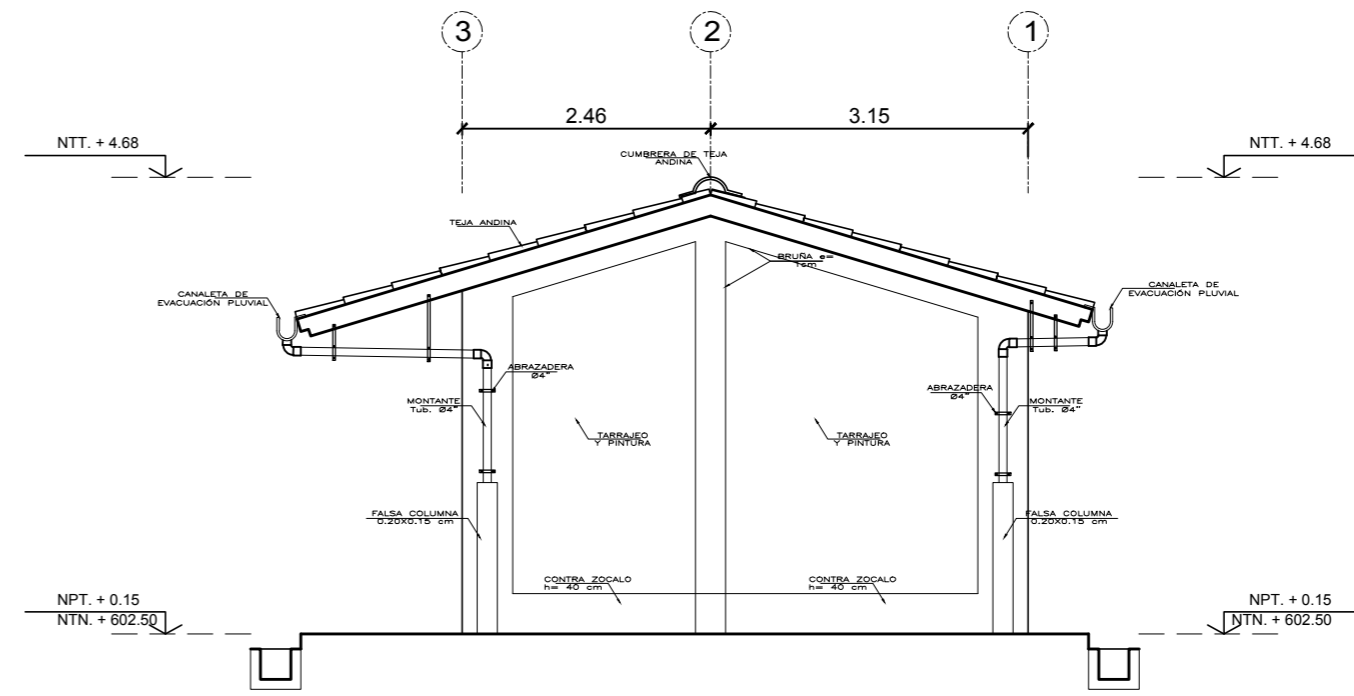 3
2
1
2.46
3.15
NTT. + 4.68
NTT. + 4.68
CUMBRERA DE TEJA
ANDINA
TEJA ANDINA
BRUÑA e=
1cm
CANALETA DE
EVACUACIÓN PLUVIAL
CANALETA DE
EVACUACIÓN PLUVIAL
ABRAZADERA
Ø4"
ABRAZADERA
Ø4"
MONTANTE
Tub. Ø4"
MONTANTE
Tub. Ø4"
TARRAJEO
Y PINTURA
TARRAJEO
Y PINTURA
FALSA COLUMNA
0.20X0.15 cm
FALSA COLUMNA
0.20X0.15 cm
CONTRA ZOCALO
h= 40 cm
CONTRA ZOCALO
h= 40 cm
NPT. + 0.15
NTN. + 602.50
NPT. + 0.15
NTN. + 602.50